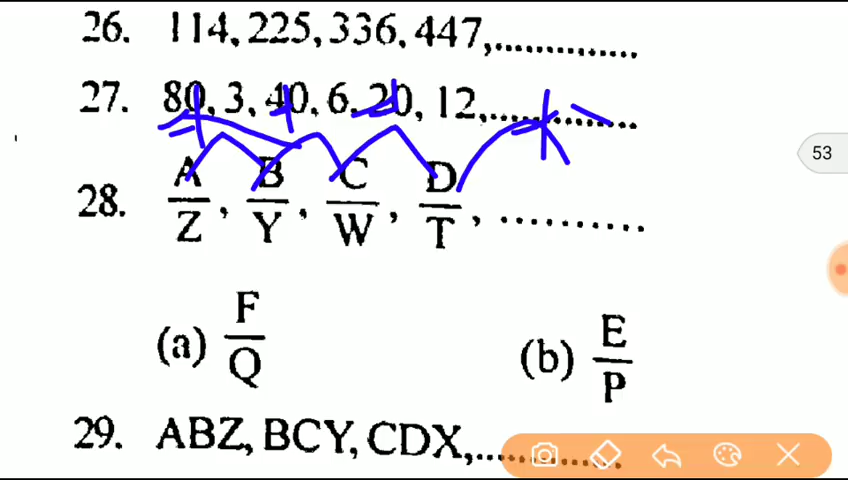 26. 114, 225, 336, 447,..............
27. 80, 3, 40, 6, 20, 12,..............
28. A/Z, B/Y, C/W, D/T, ..............
(a) F/Q (b) E/P
29. ABZ, BCY, CDX,..............
53